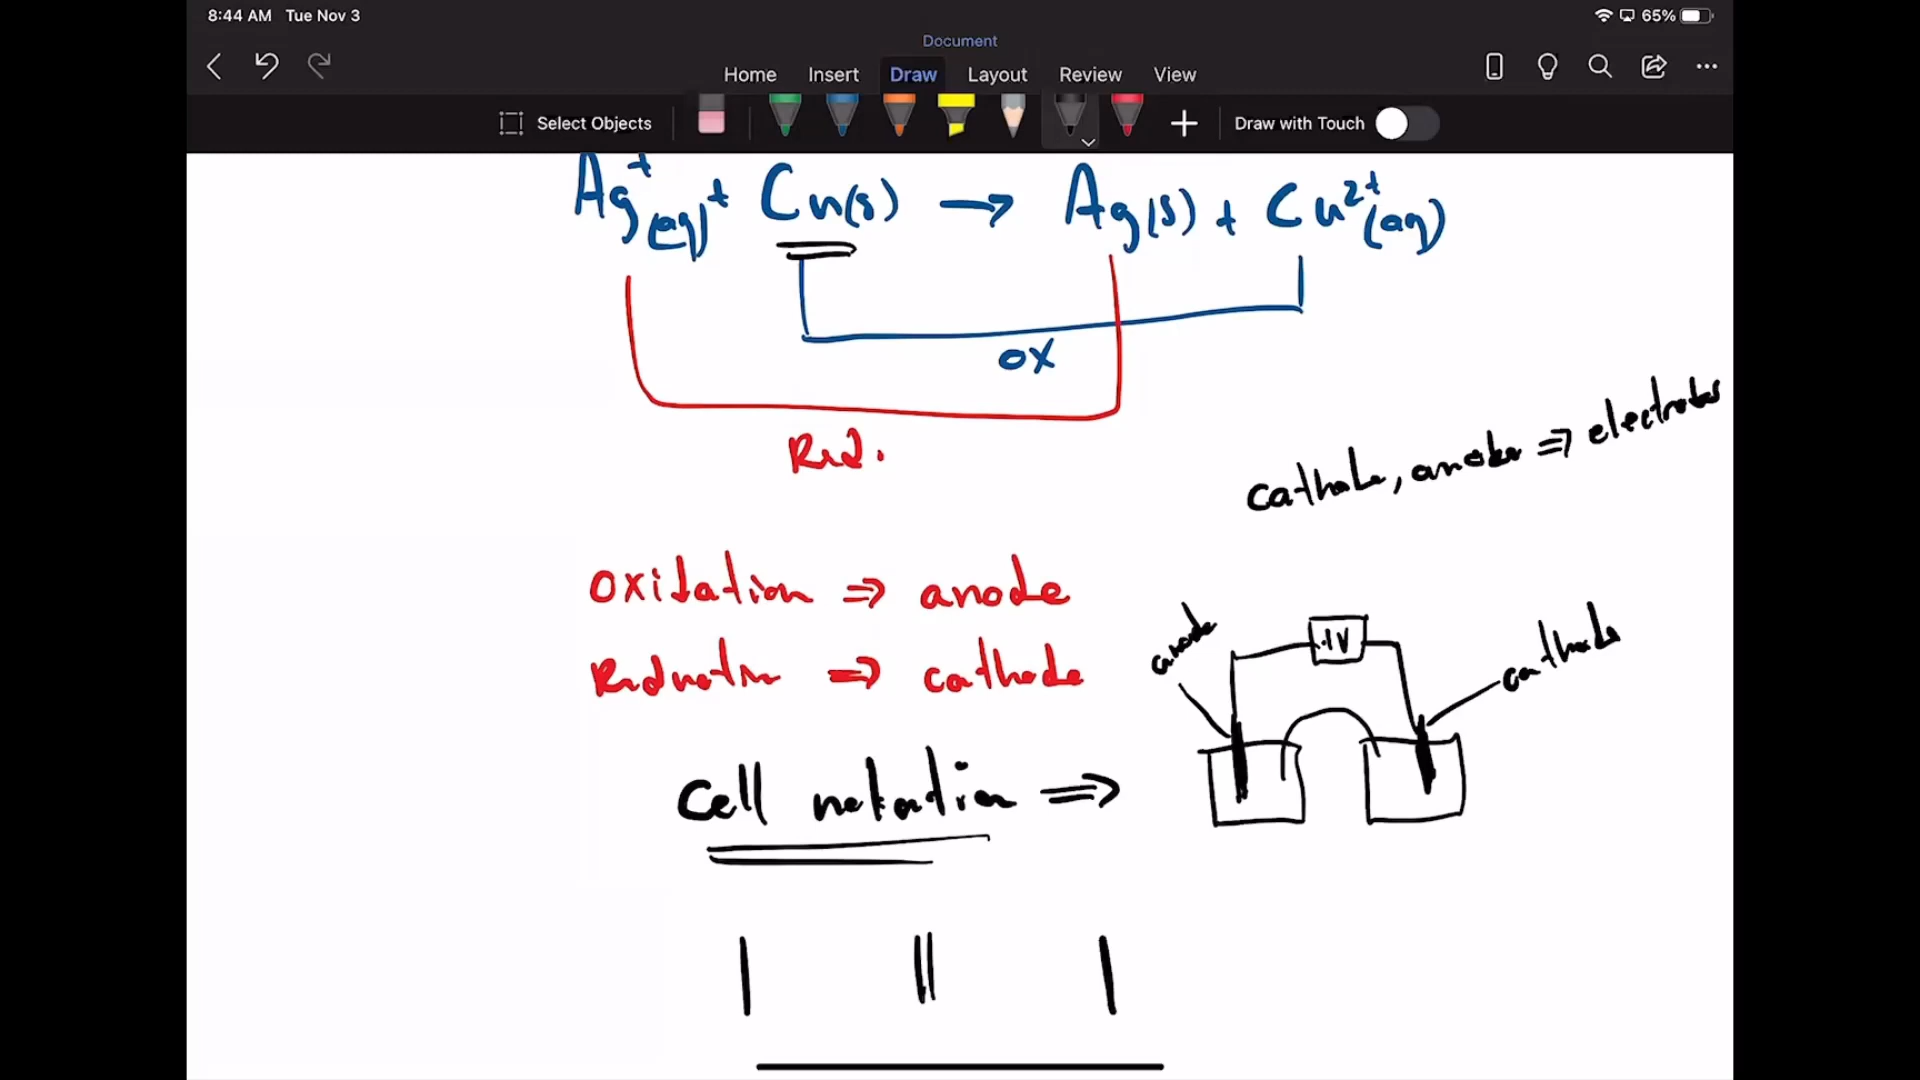 8:44 AM Tue Nov 3
65%
Document
Home Insert Draw Layout Review View
Select Objects
Draw with Touch
Ag⁺(aq) + Cu(s) → Ag(s) + Cu²⁺(aq)
ox
Red.
cathode, anode ⇒ electrodes
oxidation ⇒ anode
Reduction ⇒ cathode
anode
.1V
cathode
cell notation ⇒
| || |